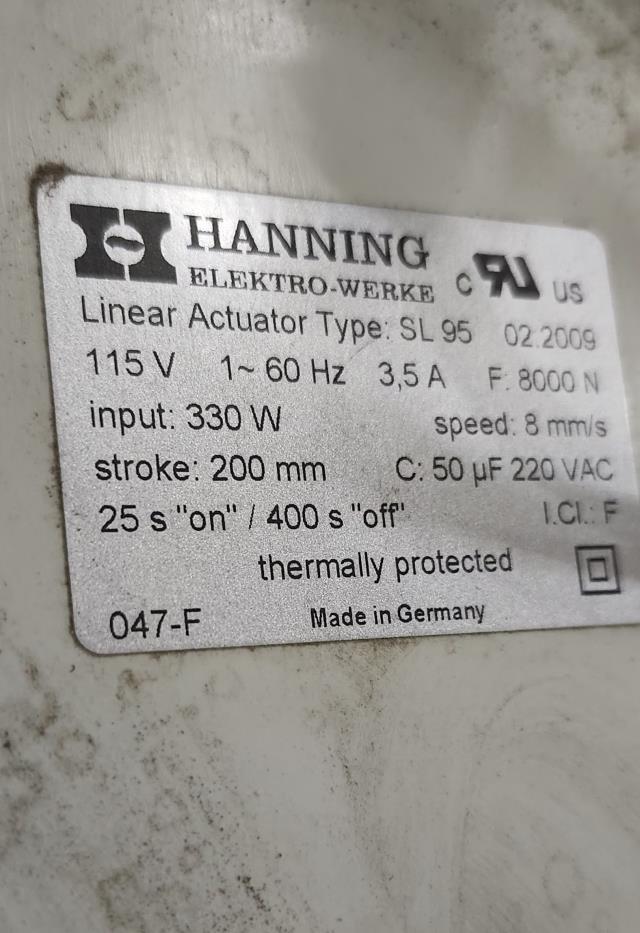 HANNING
ELEKTRO-WERKE
C RU US
Linear Actuator Type: SL 95 02.2009
115 V 1~ 60 Hz 3,5 A F: 8000 N
input: 330 W speed: 8 mm/s
stroke: 200 mm C: 50 µF 220 VAC
25 s "on" / 400 s "off" I.Cl.: F
thermally protected
047-F Made in Germany